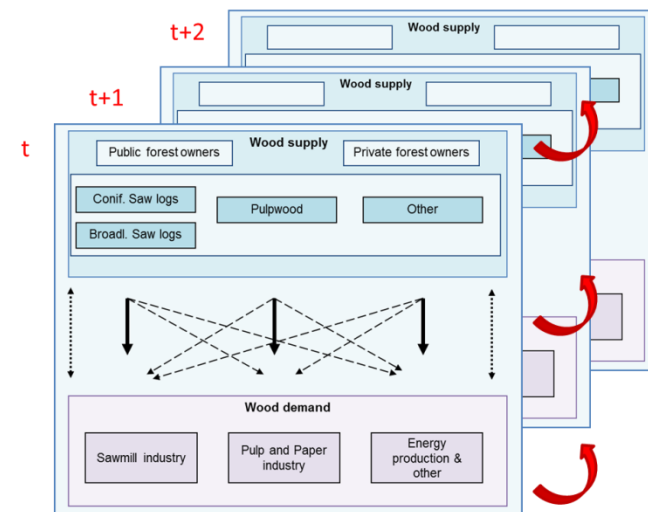 t+2
Wood supply
t+1
Wood supply
t
Wood supply
Public forest owners
Private forest owners
Conif. Saw logs
Pulpwood
Other
Broadl. Saw logs
Wood demand
Sawmill industry
Pulp and Paper
industry
Energy
production &
other